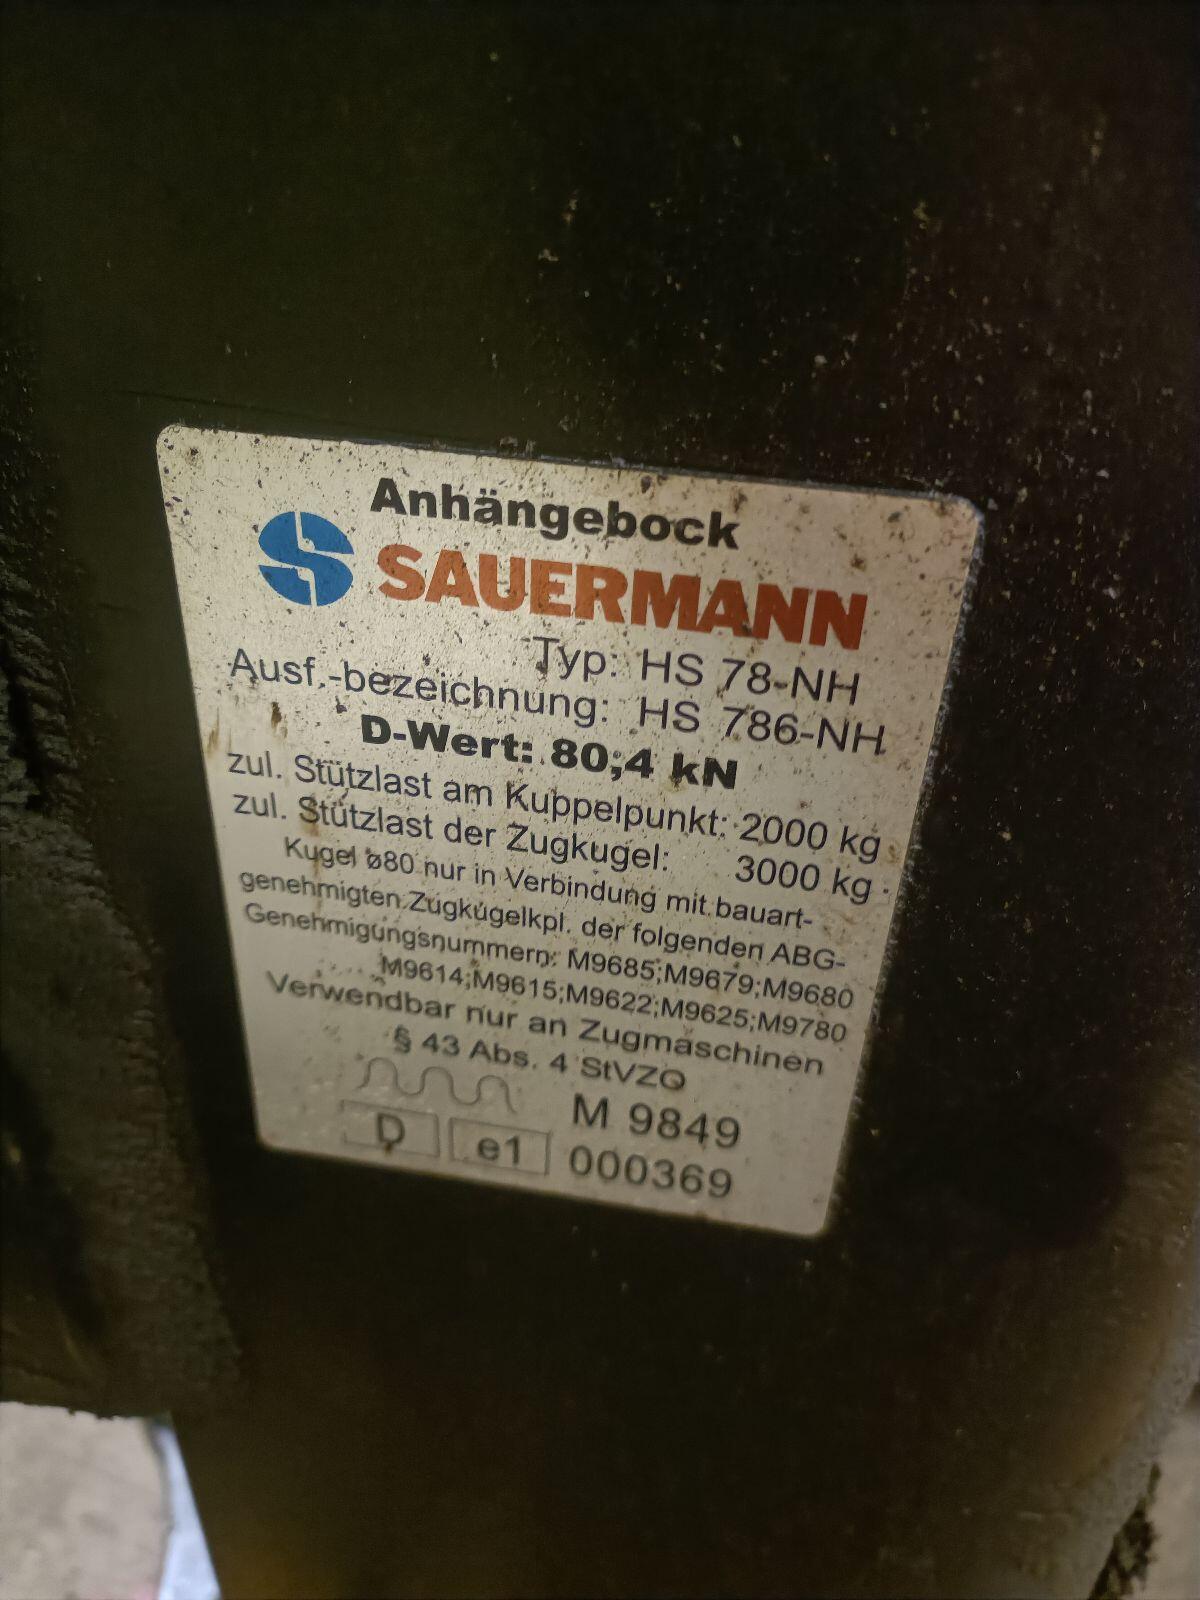 Anhängebock
SAUERMANN
Typ: HS 78-NH
Ausf.-bezeichnung: HS 786-NH
D-Wert: 80,4 kN
zul. Stützlast am Kuppelpunkt: 2000 kg
zul. Stützlast der Zugkugel: 3000 kg
Kugel ø80 nur in Verbindung mit bauart-
genehmigten Zugkugelkpl. der folgenden ABG-
Genehmigungsnummern: M9685;M9679;M9680
M9614;M9615;M9622;M9625;M9780
Verwendbar nur an Zugmaschinen
§ 43 Abs. 4 StVZO
M 9849
D e1 000369